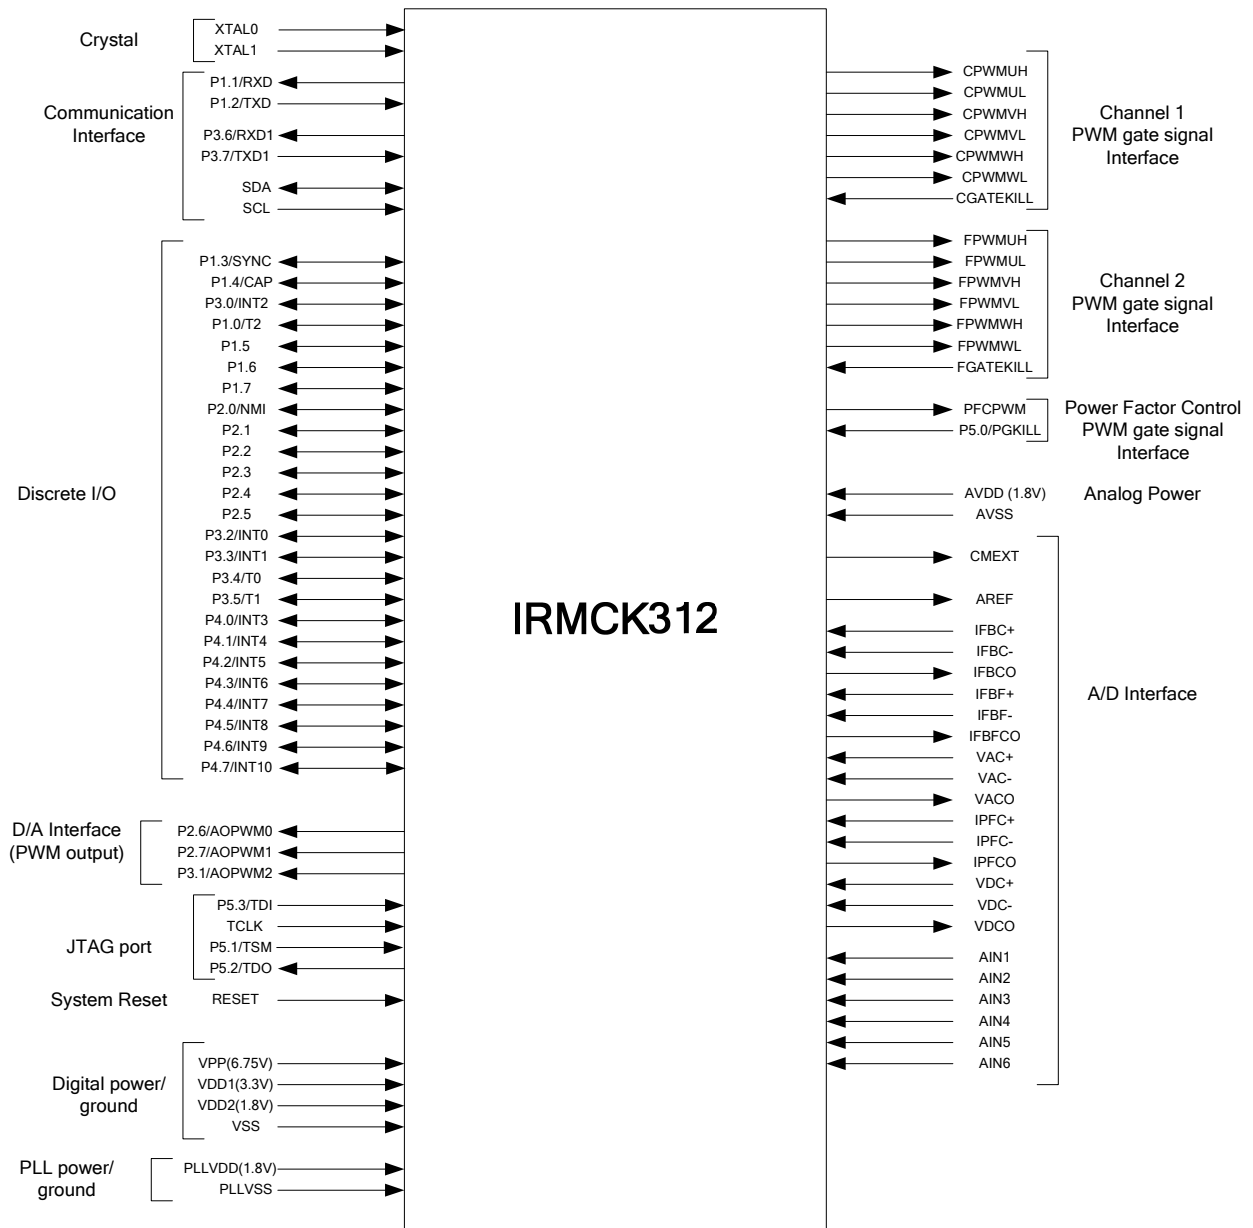 Crystal
XTAL0
XTAL1
Communication
Interface
P1.1/RXD
P1.2/TXD
P3.6/RXD1
P3.7/TXD1
SDA
SCL
Discrete I/O
P1.3/SYNC
P1.4/CAP
P3.0/INT2
P1.0/T2
P1.5
P1.6
P1.7
P2.0/NMI
P2.1
P2.2
P2.3
P2.4
P2.5
P3.2/INT0
P3.3/INT1
P3.4/T0
P3.5/T1
P4.0/INT3
P4.1/INT4
P4.2/INT5
P4.3/INT6
P4.4/INT7
P4.5/INT8
P4.6/INT9
P4.7/INT10
D/A Interface
(PWM output)
P2.6/AOPWM0
P2.7/AOPWM1
P3.1/AOPWM2
JTAG port
P5.3/TDI
TCLK
P5.1/TSM
P5.2/TDO
System Reset
RESET
Digital power/
ground
VPP(6.75V)
VDD1(3.3V)
VDD2(1.8V)
VSS
PLL power/
ground
PLLVDD(1.8V)
PLLVSS
IRMCK312
CPWMUH
CPWMUL
CPWMVH
CPWMVL
CPWMWH
CPWMWL
CGATEKILL
Channel 1
PWM gate signal
Interface
FPWMUH
FPWMUL
FPWMVH
FPWMVL
FPWMWH
FPWMWL
FGATEKILL
Channel 2
PWM gate signal
Interface
PFCPWM
P5.0/PGKILL
Power Factor Control
PWM gate signal
Interface
AVDD (1.8V)
AVSS
Analog Power
CMEXT
AREF
IFBC+
IFBC-
IFBCO
IFBF+
IFBF-
IFBFCO
VAC+
VAC-
VACO
IPFC+
IPFC-
IPFCO
VDC+
VDC-
VDCO
AIN1
AIN2
AIN3
AIN4
AIN5
AIN6
A/D Interface